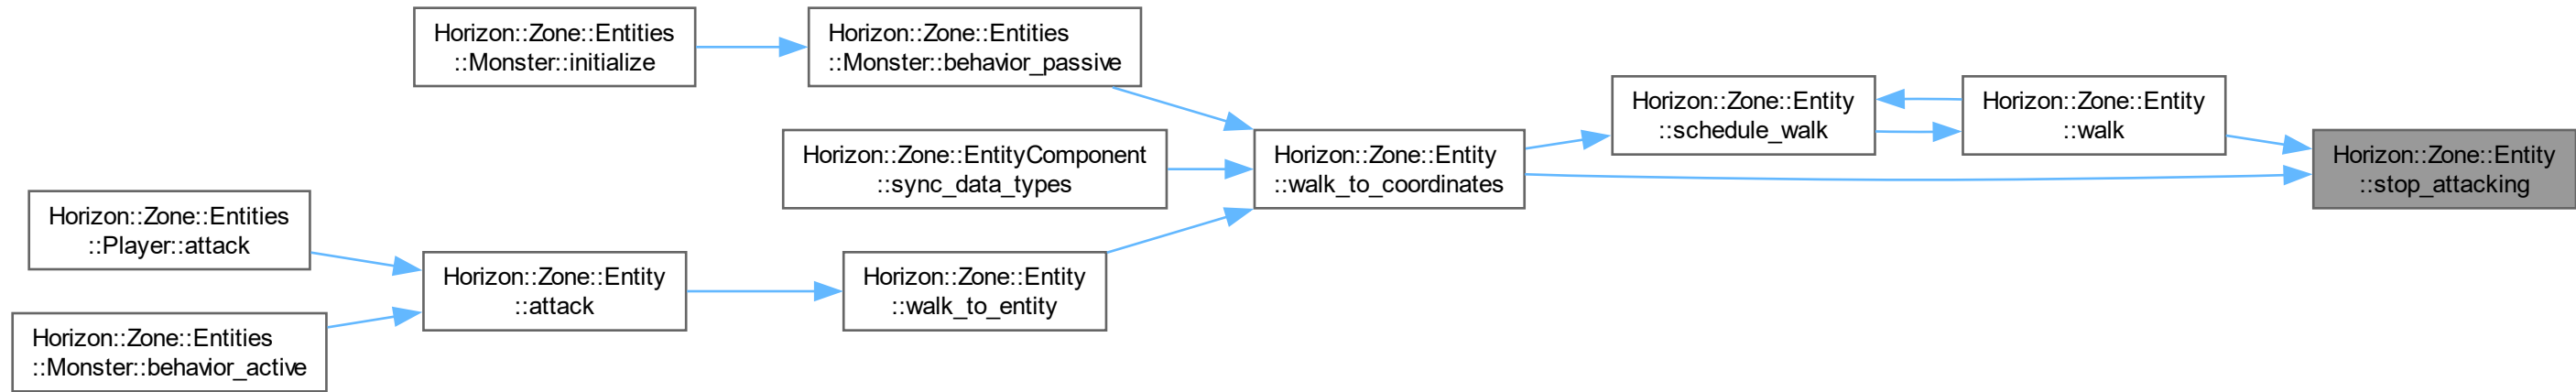 Horizon::Zone::Entities
::Monster::initialize
Horizon::Zone::Entities
::Monster::behavior_passive
Horizon::Zone::Entity
::schedule_walk
Horizon::Zone::Entity
::walk
Horizon::Zone::EntityComponent
::sync_data_types
Horizon::Zone::Entity
::walk_to_coordinates
Horizon::Zone::Entity
::stop_attacking
Horizon::Zone::Entities
::Player::attack
Horizon::Zone::Entity
::attack
Horizon::Zone::Entity
::walk_to_entity
Horizon::Zone::Entities
::Monster::behavior_active